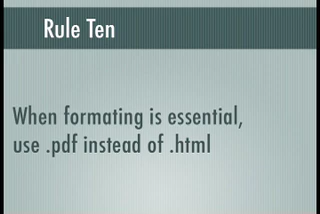 Rule Ten
When formating is essential,
use .pdf instead of .html